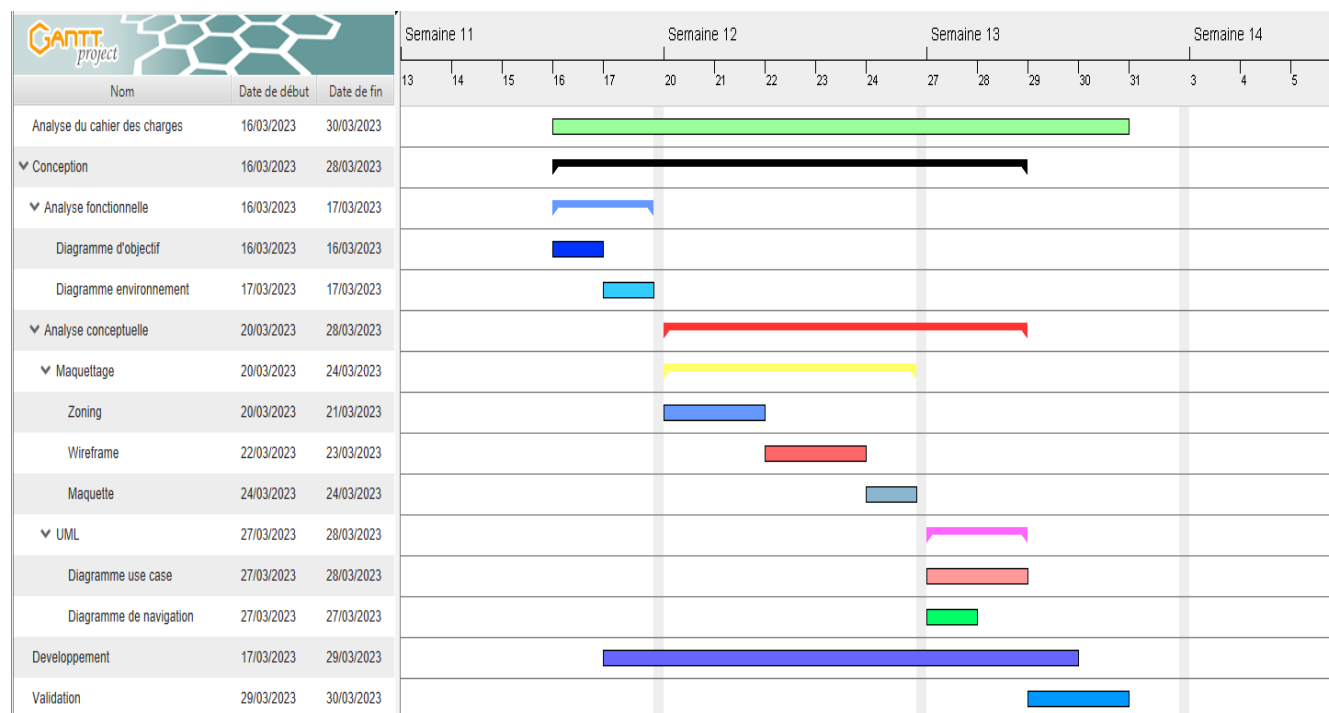 GANTT
project
Semaine 11 Semaine 12 Semaine 13 Semaine 14
13 14 15 16 17 20 21 22 23 24 27 28 29 30 31 3 4 5
Nom Date de début Date de fin
Analyse du cahier des charges 16/03/2023 30/03/2023
Conception 16/03/2023 28/03/2023
Analyse fonctionnelle 16/03/2023 17/03/2023
Diagramme d'objectif 16/03/2023 16/03/2023
Diagramme environnement 17/03/2023 17/03/2023
Analyse conceptuelle 20/03/2023 28/03/2023
Maquettage 20/03/2023 24/03/2023
Zoning 20/03/2023 21/03/2023
Wireframe 22/03/2023 23/03/2023
Maquette 24/03/2023 24/03/2023
UML 27/03/2023 28/03/2023
Diagramme use case 27/03/2023 28/03/2023
Diagramme de navigation 27/03/2023 27/03/2023
Developpement 17/03/2023 29/03/2023
Validation 29/03/2023 30/03/2023